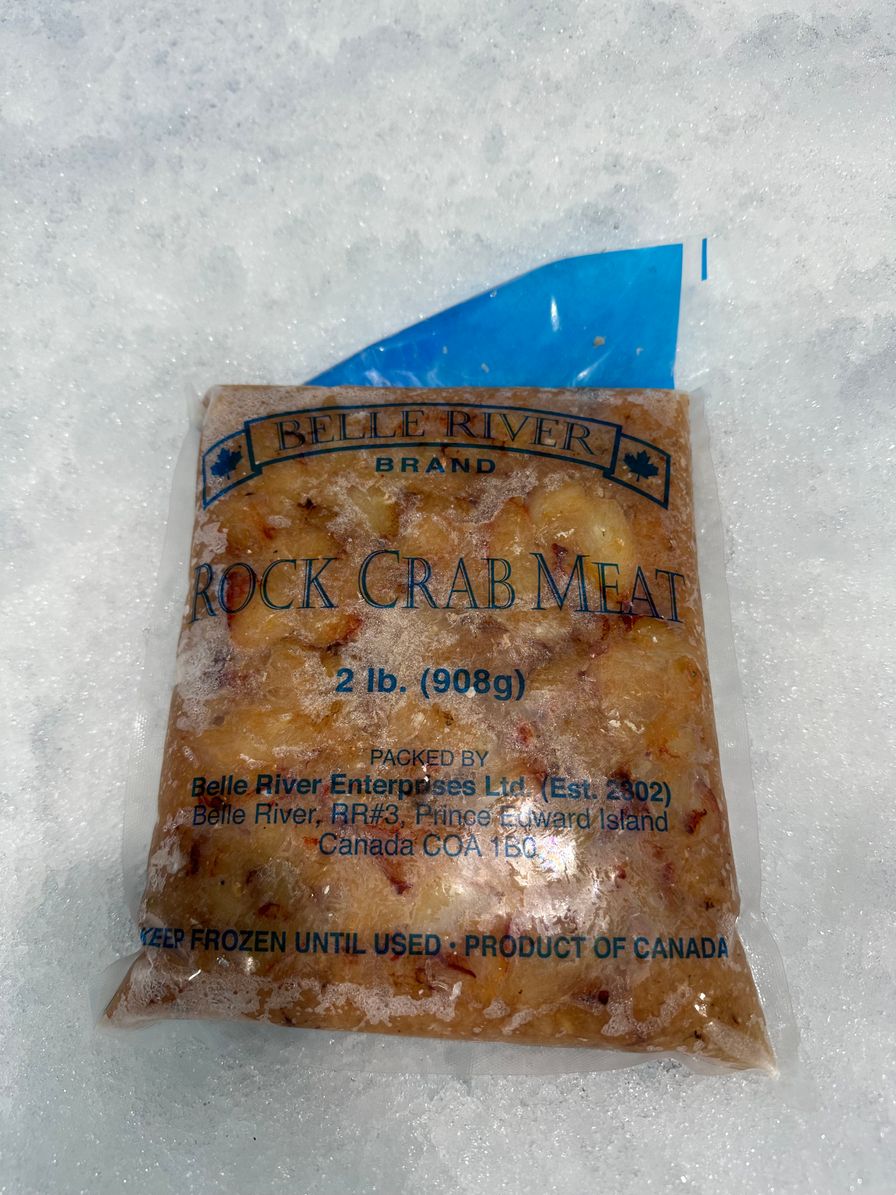 BELLE RIVER
BRAND
ROCK CRAB MEAT
2 lb. (908g)
PACKED BY
Belle River Enterprises Ltd. (Est. 2302)
Belle River, RR#3, Prince Edward Island
Canada COA 1B0
KEEP FROZEN UNTIL USED · PRODUCT OF CANADA